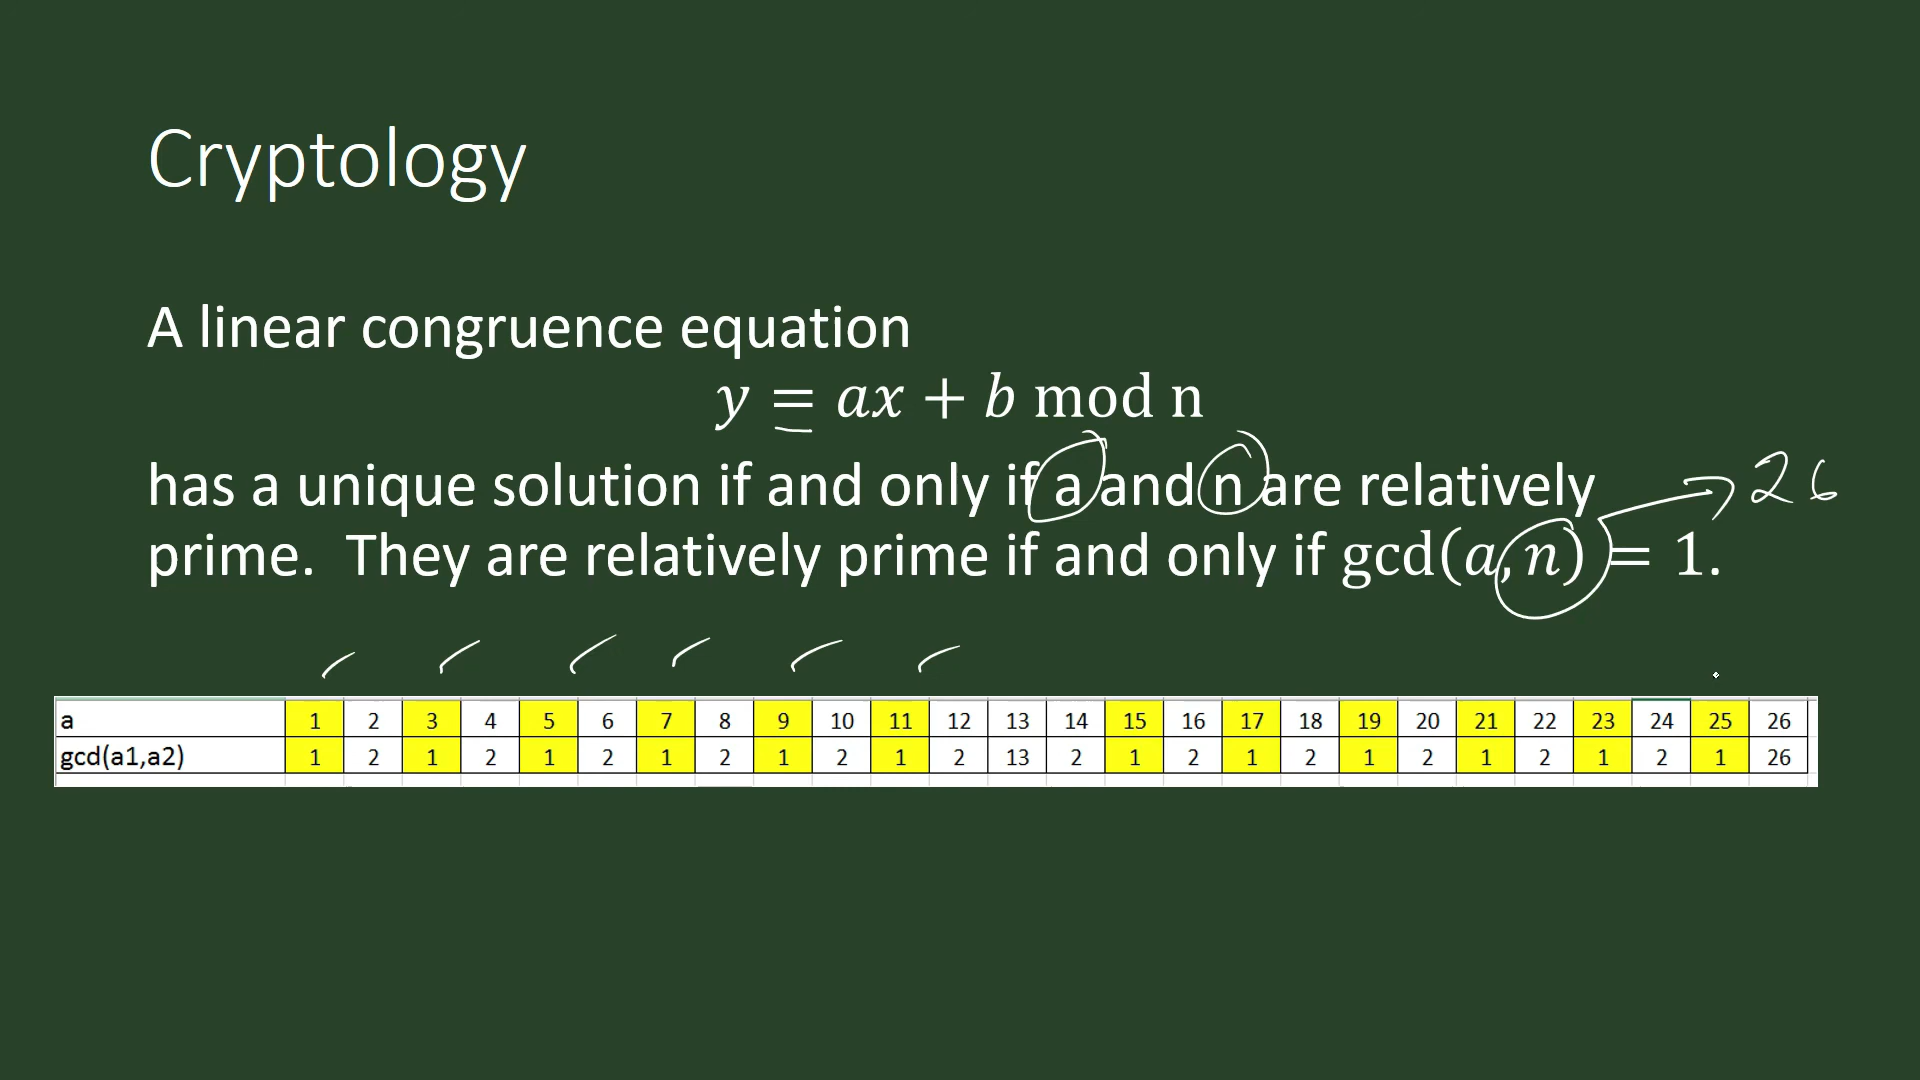 Cryptology
A linear congruence equation
y = ax + b mod n
has a unique solution if and only if a and n are relatively
26
prime. They are relatively prime if and only if gcd(a, n) = 1.
a 1 2 3 4 5 6 7 8 9 10 11 12 13 14 15 16 17 18 19 20 21 22 23 24 25 26
gcd(a1,a2) 1 2 1 2 1 2 1 2 1 2 1 2 13 2 1 2 1 2 1 2 1 2 1 2 1 26